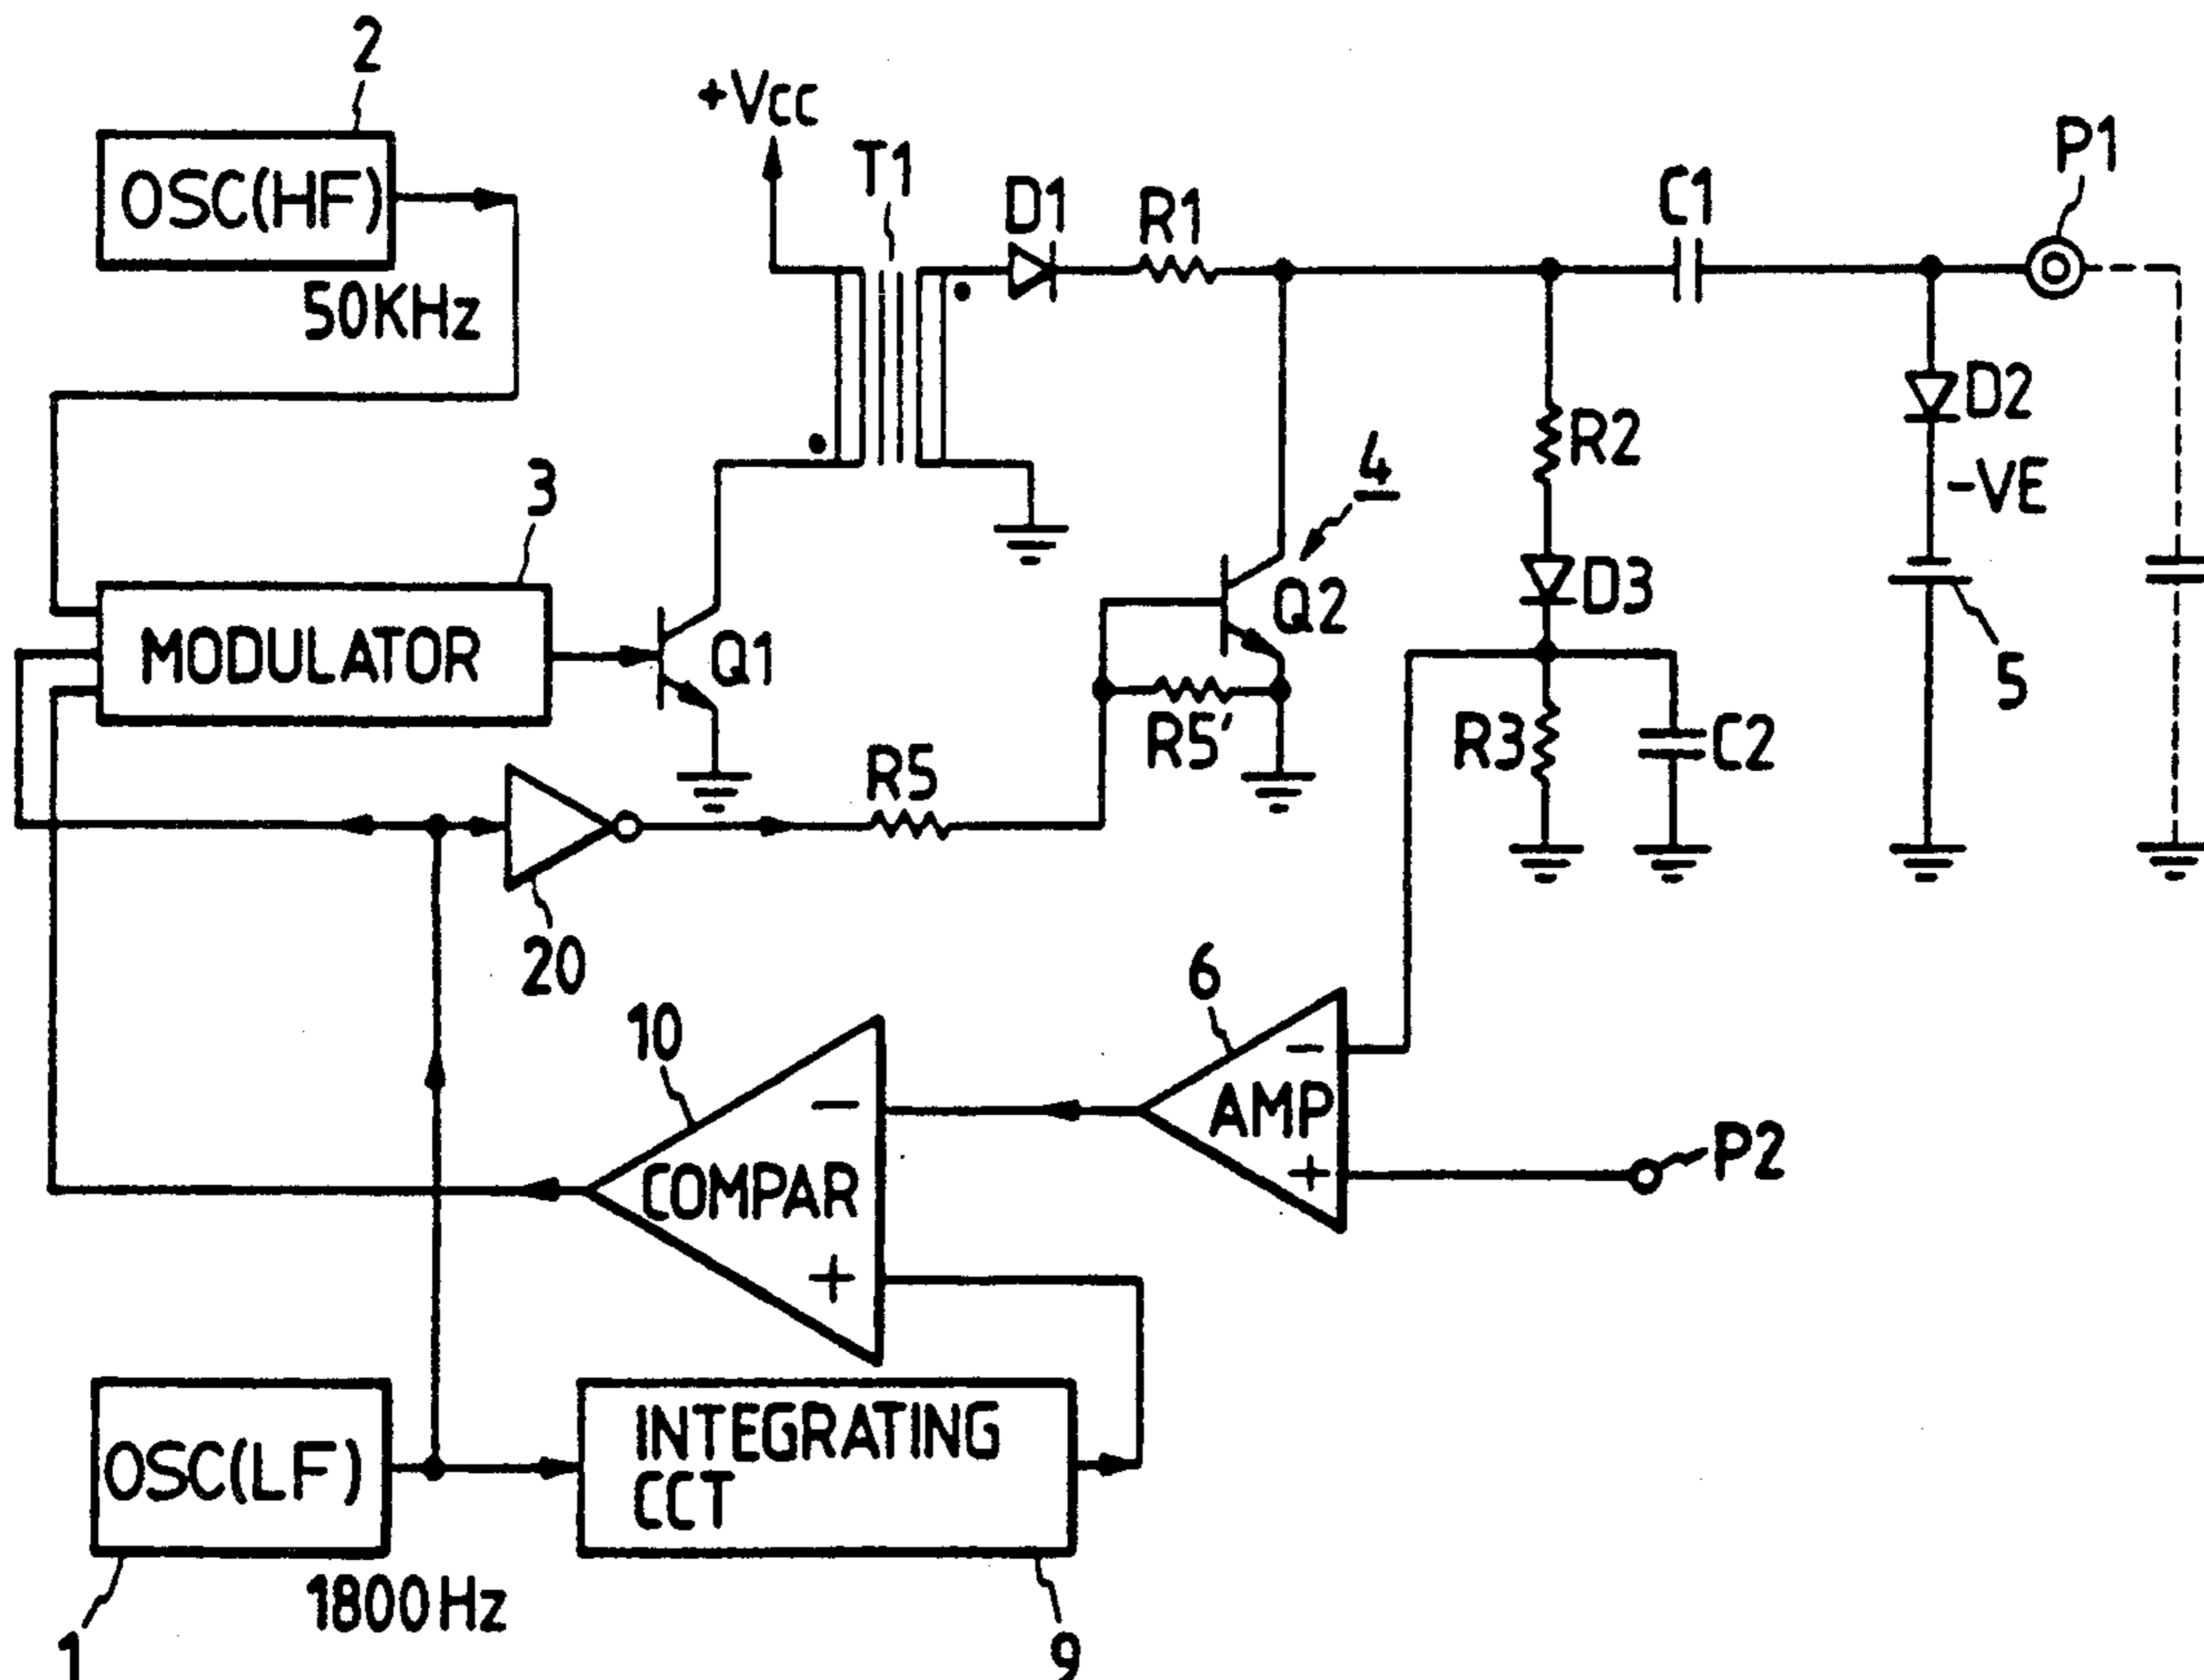 2
+Vcc
T1
D1
R1
C1
P1
OSC(HF)
50KHz
R2
D2
-VE
4
3
D3
Q2
MODULATOR
Q1
5
R5'
R3
C2
R5
20
6
10
-
AMP
-
+
P2
COMPAR
+
OSC(LF)
INTEGRATING
CCT
1800Hz
1
9